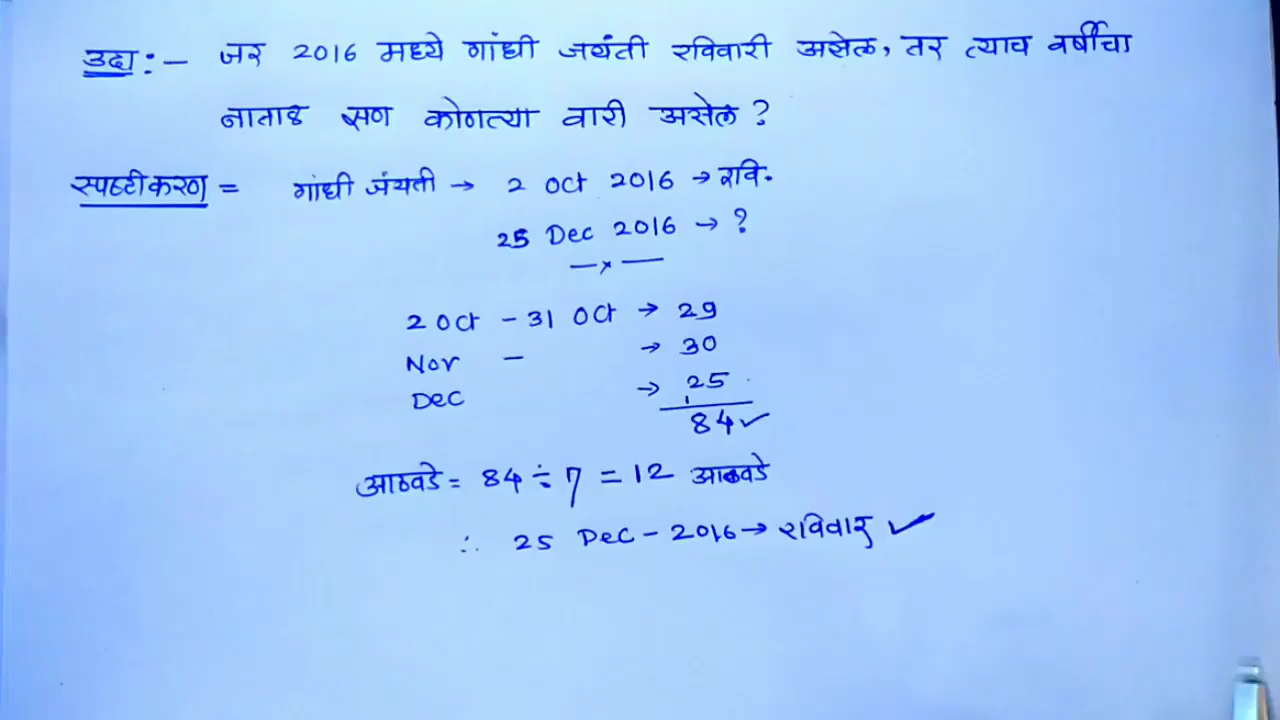 उदा :- जर 2016 मध्ये गांधी जयंती रविवारी असेल, तर त्याच वर्षीचा
नाताळ सण कोणत्या वारी असेल ?
स्पष्टीकरण = गांधी जंयती → 2 Oct 2016 → रवि.
25 Dec 2016 → ?
—x—
2 Oct - 31 Oct → 29
Nov - → 30
Dec → 25
84 ✓
आठवडे = 84 ÷ 7 = 12 आठवडे
∴ 25 Dec - 2016 → रविवार ✓